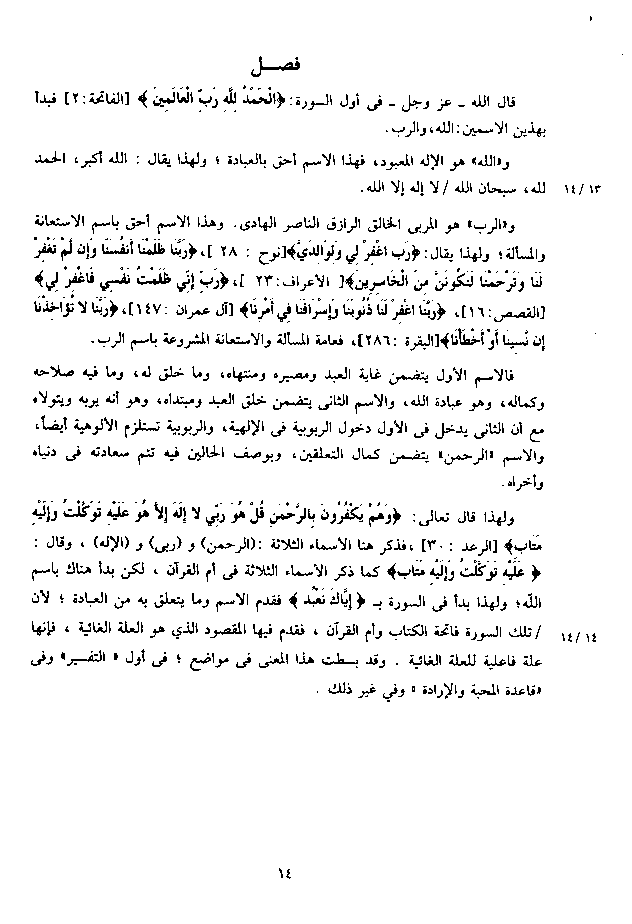 فصــل
قال الله ـ عز وجل ـ فى أول السورة: ﴿الْحَمْدُ لِلَّهِ رَبِّ الْعَالَمِينَ﴾ [الفاتحة:٢] فبدأ
بهذين الاسمين: الله، والرب.
و«الله» هو الإله المعبود، فهذا الاسم أحق بالعبادة؛ ولهذا يقال: الله أكبر، الحمد
لله، سبحان الله / لا إله إلا الله. ١٤/١٣
و«الرب» هو المربى الخالق الرازق الناصر الهادى. وهذا الاسم أحق باسم الاستعانة
والمسألة؛ ولهذا يقال: ﴿رَبِّ اغْفِرْ لِي وَلِوَالِدَيَّ﴾[نوح : ٢٨ ]، ﴿رَبَّنَا ظَلَمْنَا أَنفُسَنَا وَإِن لَّمْ تَغْفِرْ
لَنَا وَتَرْحَمْنَا لَنَكُونَنَّ مِنَ الْخَاسِرِينَ﴾[ الأعراف: ٢٣ ]، ﴿رَبِّ إِنِّي ظَلَمْتُ نَفْسِي فَاغْفِرْ لِي﴾
[القصص:١٦]، ﴿ربَّنَا اغْفِرْ لَنَا ذُنُوبَنَا وَإِسْرَافَنَا فِي أَمْرِنَا﴾ [آل عمران :١٤٧]، ﴿رَبَّنَا لا تُؤَاخِذْنَا
إِن نَّسِينَا أَوْ أَخْطَأْنَا﴾[البقرة :٢٨٦]، فعامة المسألة والاستعانة المشروعة باسم الرب.
فالاسم الأول يتضمن غاية العبد ومصيره ومنتهاه، وما خلق له، وما فيه صلاحه
وكماله، وهو عبادة الله، والاسم الثانى يتضمن خلق العبد ومبتداه، وهو أنه يربه ويتولاه
مع أن الثانى يدخل فى الأول دخول الربوبية فى الإلهية، والربوبية تستلزم الألوهية أيضاً،
والاسم «الرحمن» يتضمن كمال التعلقين، وبوصف الحالين فيه تتم سعادته فى دنياه
وأخراه.
ولهذا قال تعالى: ﴿وَهُمْ يَكْفُرُونَ بِالرَّحْمَنِ قُلْ هُوَ رَبِّي لا إِلَهَ إِلاَّ هُوَ عَلَيْهِ تَوَكَّلْتُ وَإِلَيْهِ
مَتَابِ﴾ [الرعد : ٣٠] ،فذكر هنا الاسماء الثلاثة :(الرحمن) و (ربى) و (الإله) ، وقال :
﴿ عَلَيْهِ تَوَكَّلْتُ وَإِلَيْهِ مَتَابِ﴾ كما ذكر الأسماء الثلاثة فى أم القرآن ، لكن بدأ هناك باسم
الله؛ ولهذا بدأ فى السورة بـ ﴿ إِيَّاكَ نَعْبُدُ ﴾ فقدم الاسم وما يتعلق به من العبادة ؛ لأن
/ تلك السورة فاتحة الكتاب وأم القرآن ، فقدم فيها المقصود الذي هو العلة الغائية ، فإنها ١٤/١٤
علة فاعلية للعلة الغائية . وقد بسطت هذا المعنى فى مواضع ؛ فى أول « التفسير» وفى
«قاعدة المحبة والإرادة » وفي غير ذلك .
١٤